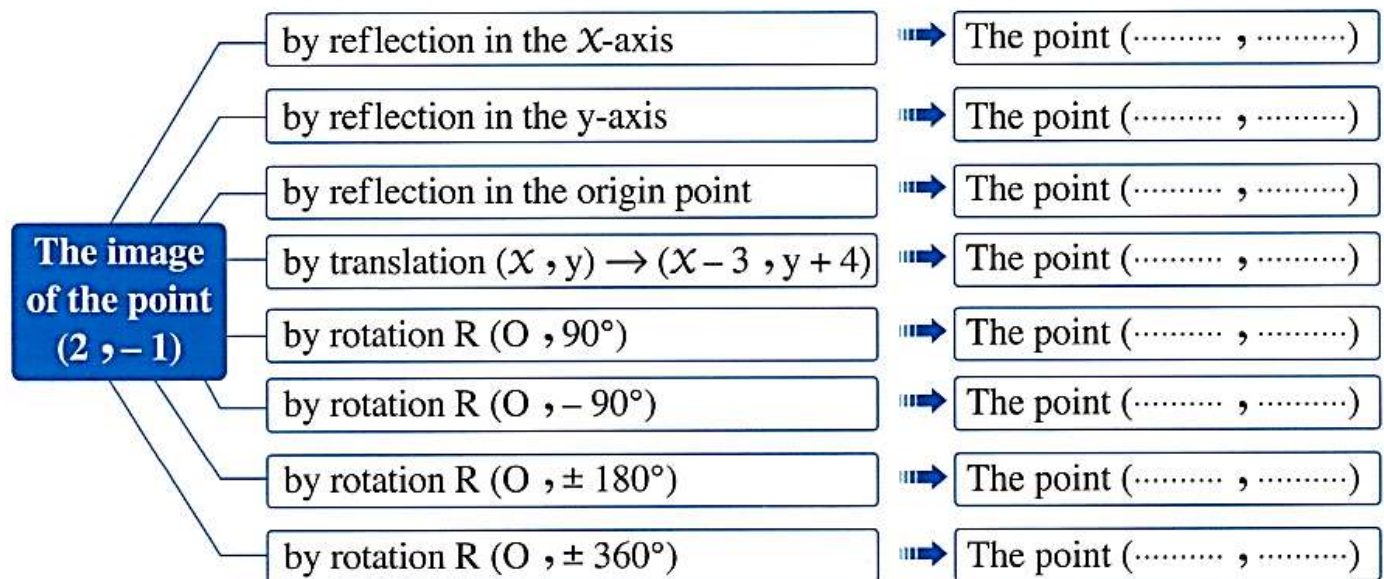 by reflection in the X-axis The point (.......... , ..........)
by reflection in the y-axis The point (.......... , ..........)
by reflection in the origin point The point (.......... , ..........)
The image
of the point
(2 , – 1)
by translation (X , y) → (X – 3 , y + 4) The point (.......... , ..........)
by rotation R (O , 90°) The point (.......... , ..........)
by rotation R (O , – 90°) The point (.......... , ..........)
by rotation R (O , ± 180°) The point (.......... , ..........)
by rotation R (O , ± 360°) The point (.......... , ..........)